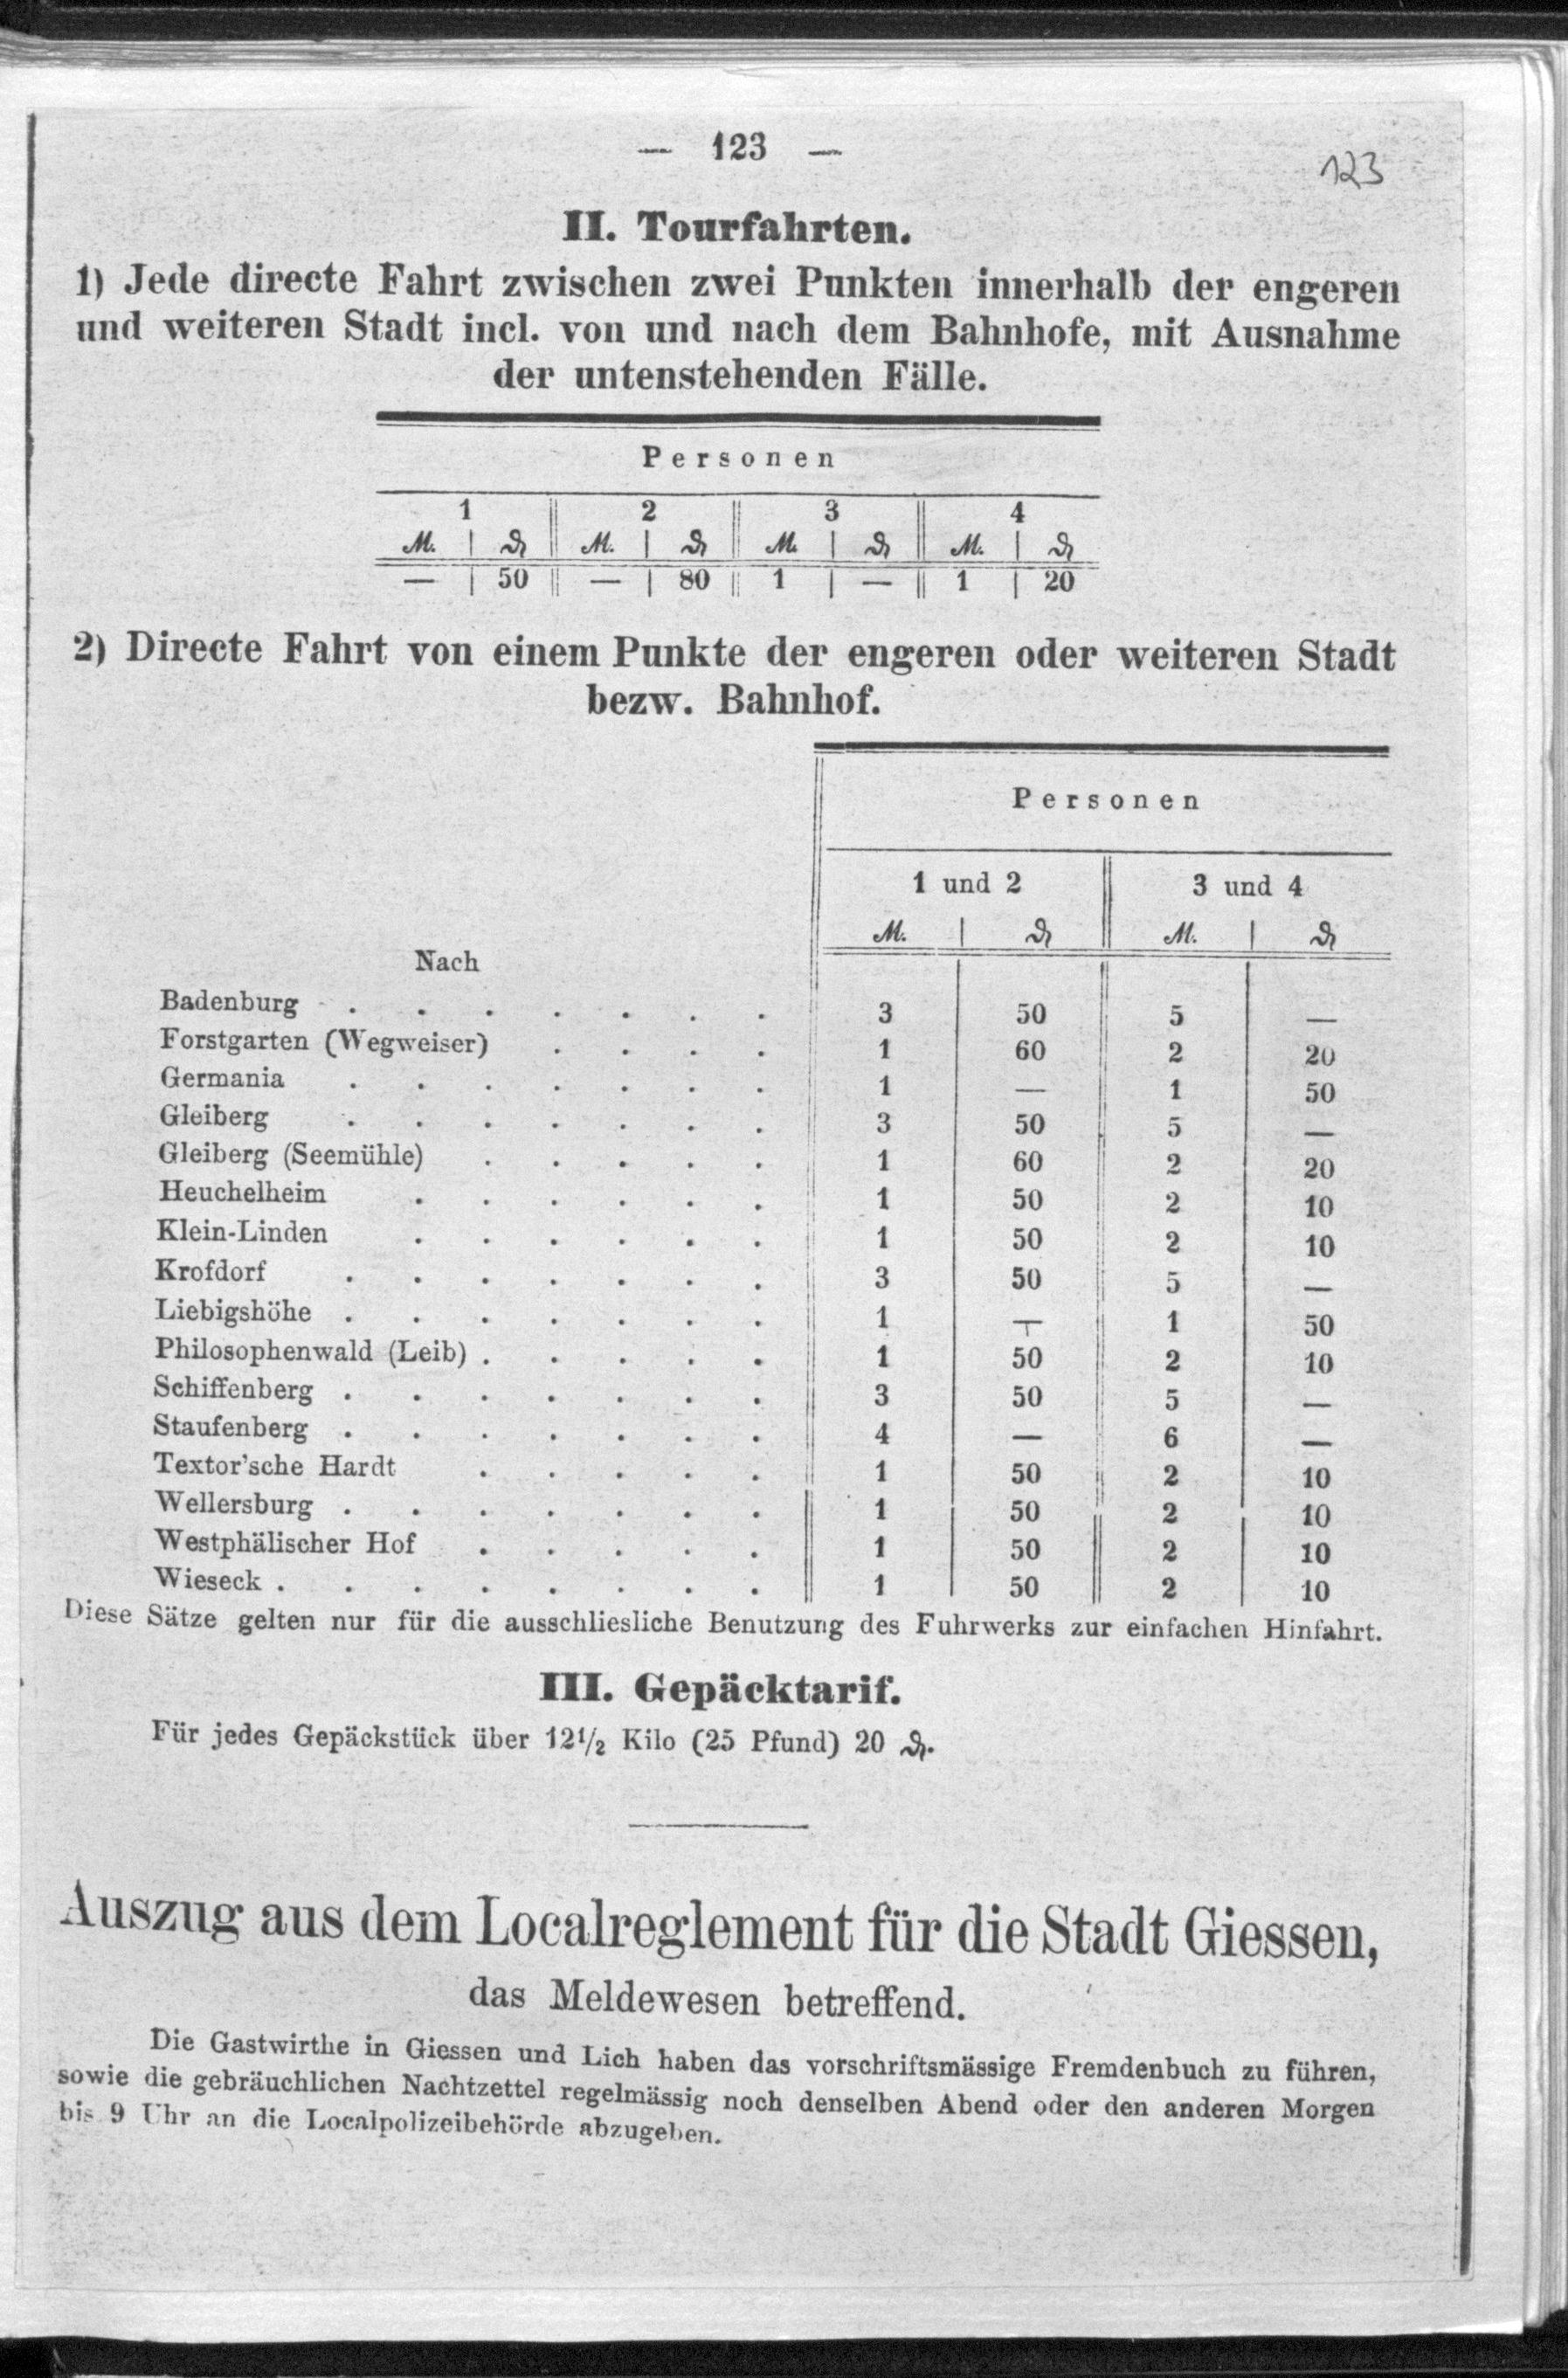 — 123 —
123
II. Tourfahrten.
1) Jede directe Fahrt zwischen zwei Punkten innerhalb der engeren
und weiteren Stadt incl. von und nach dem Bahnhofe, mit Ausnahme
der untenstehenden Fälle.
Personen
1 2 3 4
M. ₰ M. ₰ M. ₰ M. ₰
— 50 — 80 1 — 1 20
2) Directe Fahrt von einem Punkte der engeren oder weiteren Stadt
bezw. Bahnhof.
Personen
1 und 2 3 und 4
M. ₰ M. ₰
Nach
Badenburg . . . . . . . 3 50 5 —
Forstgarten (Wegweiser) . . . . 1 60 2 20
Germania . . . . . . . 1 — 1 50
Gleiberg . . . . . . . 3 50 5 —
Gleiberg (Seemühle) . . . . . 1 60 2 20
Heuchelheim . . . . . . 1 50 2 10
Klein-Linden . . . . . . 1 50 2 10
Krofdorf . . . . . . . 3 50 5 —
Liebigshöhe . . . . . . . 1 — 1 50
Philosophenwald (Leib) . . . . . 1 50 2 10
Schiffenberg . . . . . . . 3 50 5 —
Staufenberg . . . . . . . 4 — 6 —
Textor'sche Hardt . . . . . 1 50 2 10
Wellersburg . . . . . . . 1 50 2 10
Westphälischer Hof . . . . . 1 50 2 10
Wieseck . . . . . . . . 1 50 2 10
Diese Sätze gelten nur für die ausschliesliche Benutzung des Fuhrwerks zur einfachen Hinfahrt.
III. Gepäcktarif.
Für jedes Gepäckstück über 12½ Kilo (25 Pfund) 20 ₰.
Auszug aus dem Localreglement für die Stadt Giessen,
das Meldewesen betreffend.
Die Gastwirthe in Giessen und Lich haben das vorschriftsmässige Fremdenbuch zu führen,
sowie die gebräuchlichen Nachtzettel regelmässig noch denselben Abend oder den anderen Morgen
bis 9 Uhr an die Localpolizeibehörde abzugeben.